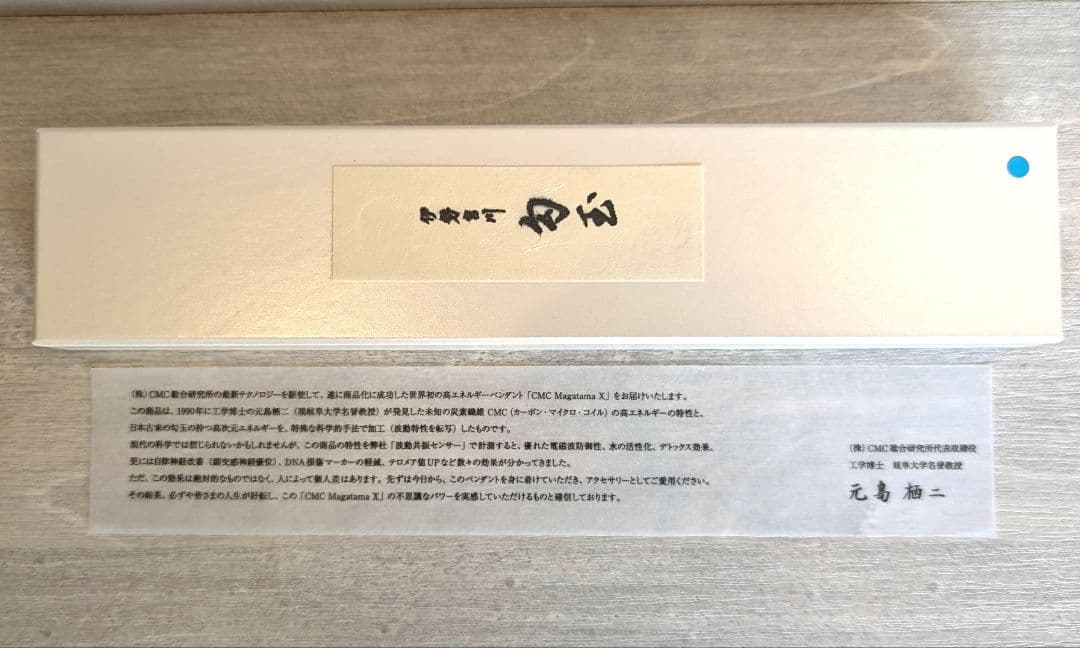 伊勢吉川 勾玉
(株)CMC総合研究所の最新テクノロジーを駆使して、遂に商品化に成功した世界初の高エネルギーペンダント「CMC Magatama X」をお届けいたします。
この商品は、1990年に工学博士の元島栖二（現岐阜大学名誉教授）が発見した未知の炭素繊維 CMC (カーボン・マイクロ・コイル) の高エネルギーの特性と、
日本古来の勾玉の持つ高次元エネルギーを、特殊な科学的手法で加工（波動特性を転写）したものです。
現代の科学では信じられないかもしれませんが、この商品の特性を弊社「波動共振センサー」で計測すると、優れた電磁波防御性、水の活性化、デトックス効果、
更には自律神経改善（副交感神経優位）、DNA損傷マーカーの軽減、テロメア値UPなど数々の効果が分かってきました。
ただ、この効果は絶対的なものではなく、人によって個人差はあります。先ずは今日から、このペンダントを身に着けていただき、アクセサリーとしてご愛用ください。
その結果、必ずや皆さまの人生が好転し、この「CMC Magatama X」の不思議なパワーを実感していただけるものと確信しております。
(株) CMC総合研究所代表取締役
工学博士 岐阜大学名誉教授
元島 栖二